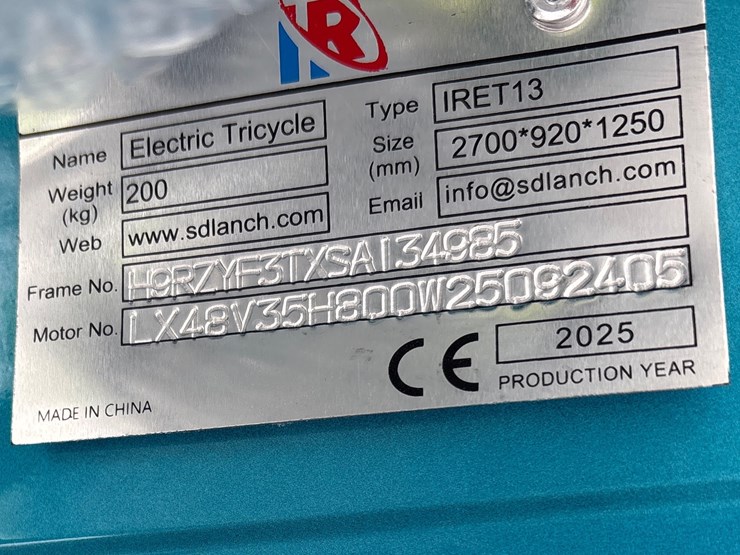 R
Name Electric Tricycle
Type IRET13
Weight (kg) 200
Size (mm) 2700*920*1250
Web www.sdlanch.com
Email info@sdlanch.com
Frame No. H9RZYF3TXSA134985
Motor No. LX48V35H800W25092405
CE
2025
PRODUCTION YEAR
MADE IN CHINA